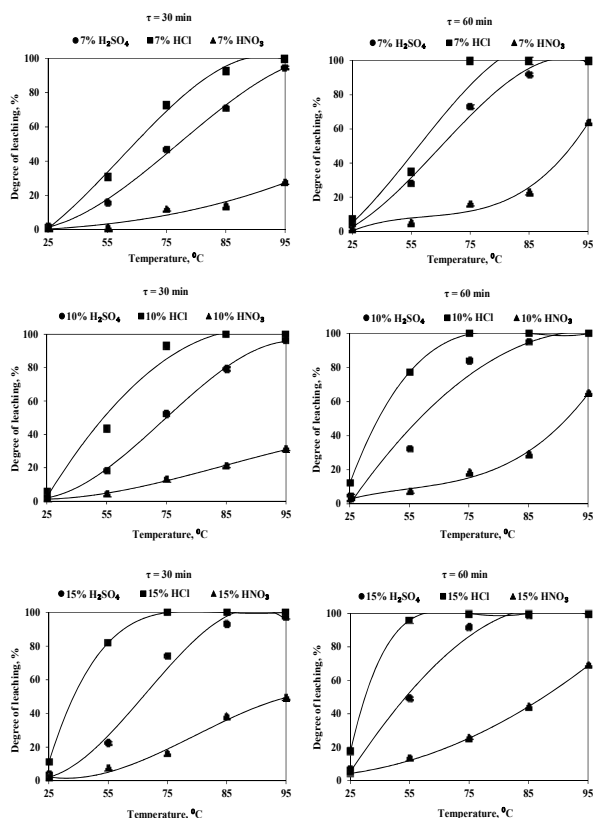 τ = 30 min
7% H₂SO₄ 7% HCl 7% HNO₃
Degree of leaching, %
100
80
60
40
20
0
25 55 75 85 95
Temperature, ⁰C
τ = 60 min
7% H₂SO₄ 7% HCl 7% HNO₃
Degree of leaching, %
100
80
60
40
20
0
25 55 75 85 95
Temperature, ⁰C
τ = 30 min
10% H₂SO₄ 10% HCl 10% HNO₃
Degree of leaching, %
100
80
60
40
20
0
25 55 75 85 95
Temperature, ⁰C
τ = 60 min
10% H₂SO₄ 10% HCl 10% HNO₃
Degree of leaching, %
100
80
60
40
20
0
25 55 75 85 95
Temperature, ⁰C
τ = 30 min
15% H₂SO₄ 15% HCl 15% HNO₃
Degree of leaching, %
100
80
60
40
20
0
25 55 75 85 95
Temperature, ⁰C
τ = 60 min
15% H₂SO₄ 15% HCl 15% HNO₃
Degree of leaching, %
100
80
60
40
20
0
25 55 75 85 95
Temperature, ⁰C